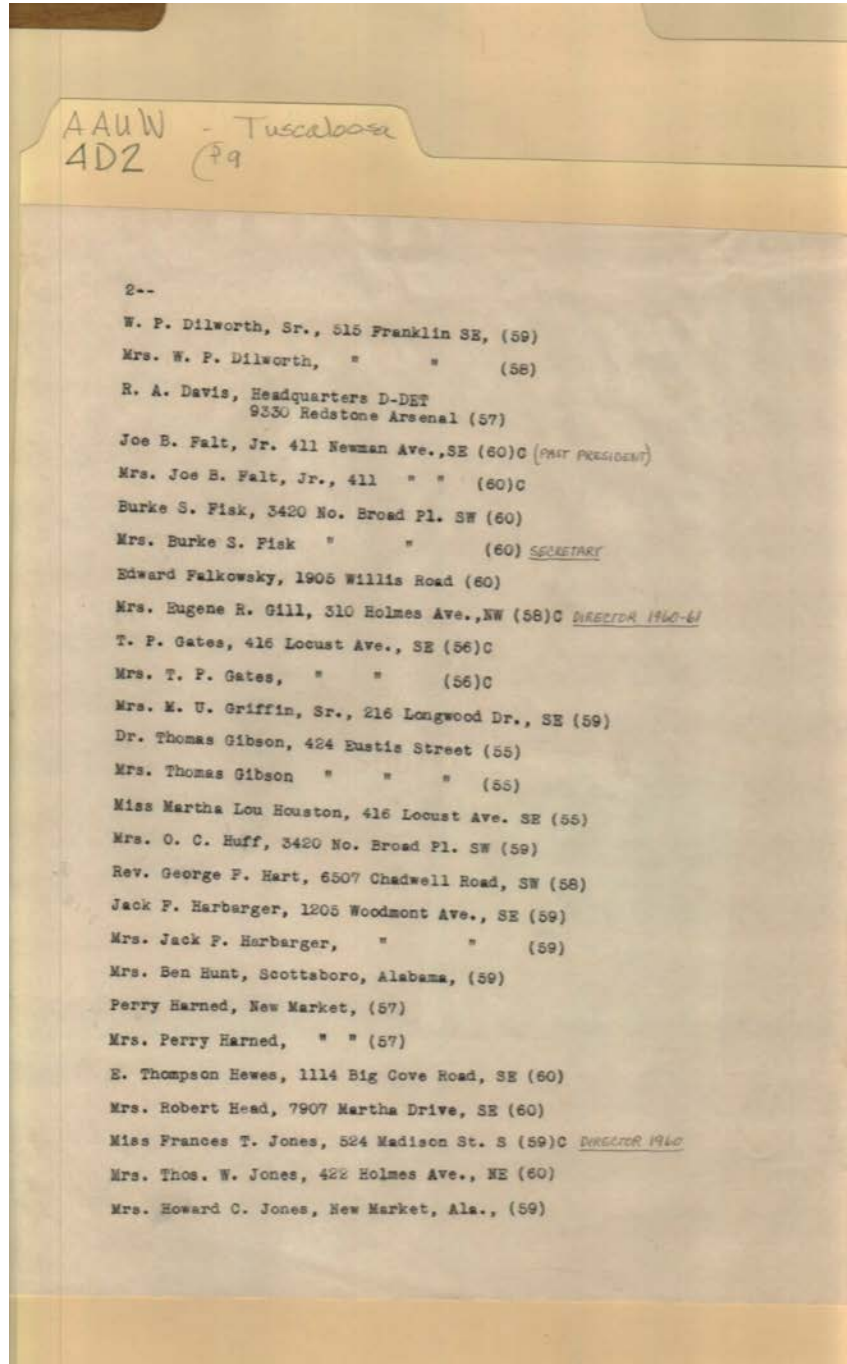 AAUW - Tuscaloosa
4D2
2--
W. P. Dilworth, Sr., 515 Franklin SE, (59)
Mrs. W. P. Dilworth, " " (58)
R. A. Davis, Headquarters D-DET
9330 Redstone Arsenal (57)
Joe B. Falt, Jr. 411 Newman Ave.,SE (60)C (PAST PRESIDENT)
Mrs. Joe B. Falt, Jr., 411 " " (60)C
Burke S. Fisk, 3420 No. Broad Pl. SW (60)
Mrs. Burke S. Fisk " " (60) SECRETARY
Edward Falkowsky, 1905 Willis Road (60)
Mrs. Eugene R. Gill, 310 Holmes Ave.,NW (58)C DIRECTOR 1960-61
T. P. Gates, 416 Locust Ave., SE (56)C
Mrs. T. P. Gates, " " (56)C
Mrs. M. U. Griffin, Sr., 216 Longwood Dr., SE (59)
Dr. Thomas Gibson, 424 Eustis Street (55)
Mrs. Thomas Gibson " " " (55)
Miss Martha Lou Houston, 416 Locust Ave. SE (55)
Mrs. O. C. Huff, 3420 No. Broad Pl. SW (59)
Rev. George F. Hart, 6507 Chadwell Road, SW (58)
Jack F. Harbarger, 1205 Woodmont Ave., SE (59)
Mrs. Jack F. Harbarger, " " (59)
Mrs. Ben Hunt, Scottsboro, Alabama, (59)
Perry Harned, New Market, (57)
Mrs. Perry Harned, " " (57)
E. Thompson Hewes, 1114 Big Cove Road, SE (60)
Mrs. Robert Head, 7907 Martha Drive, SE (60)
Miss Frances T. Jones, 524 Madison St. S (59)C DIRECTOR 1960
Mrs. Thos. W. Jones, 422 Holmes Ave., NE (60)
Mrs. Howard C. Jones, New Market, Ala., (59)